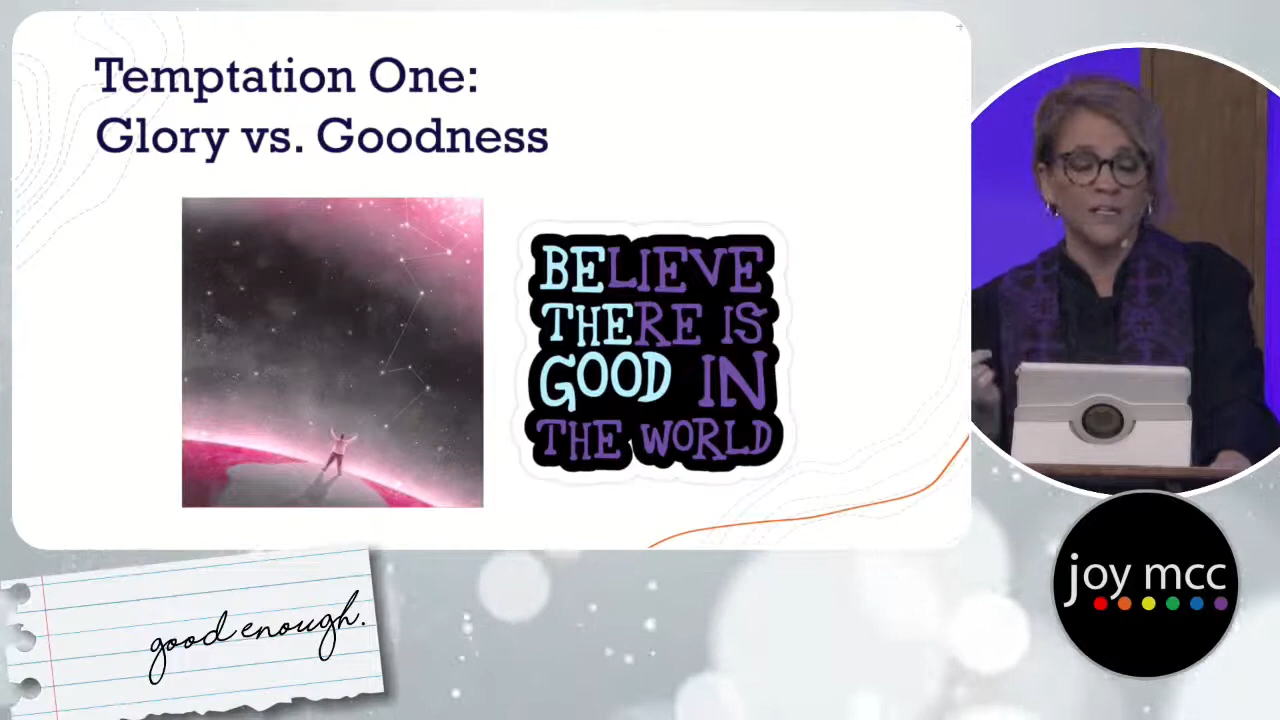 Temptation One:
Glory vs. Goodness
BELIEVE
THERE IS
GOOD IN
THE WORLD
good enough.
joy mcc